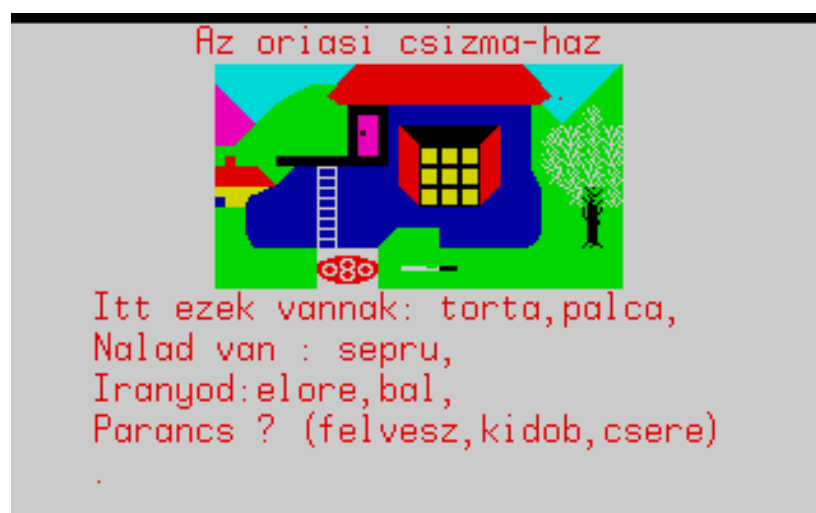 Az oriasi csizma-haz
Itt ezek vannak: torta,palca,
Nalad van : sepru,
Iranyod:elore,bal,
Parancs ? (felvesz,kidob,csere)
.